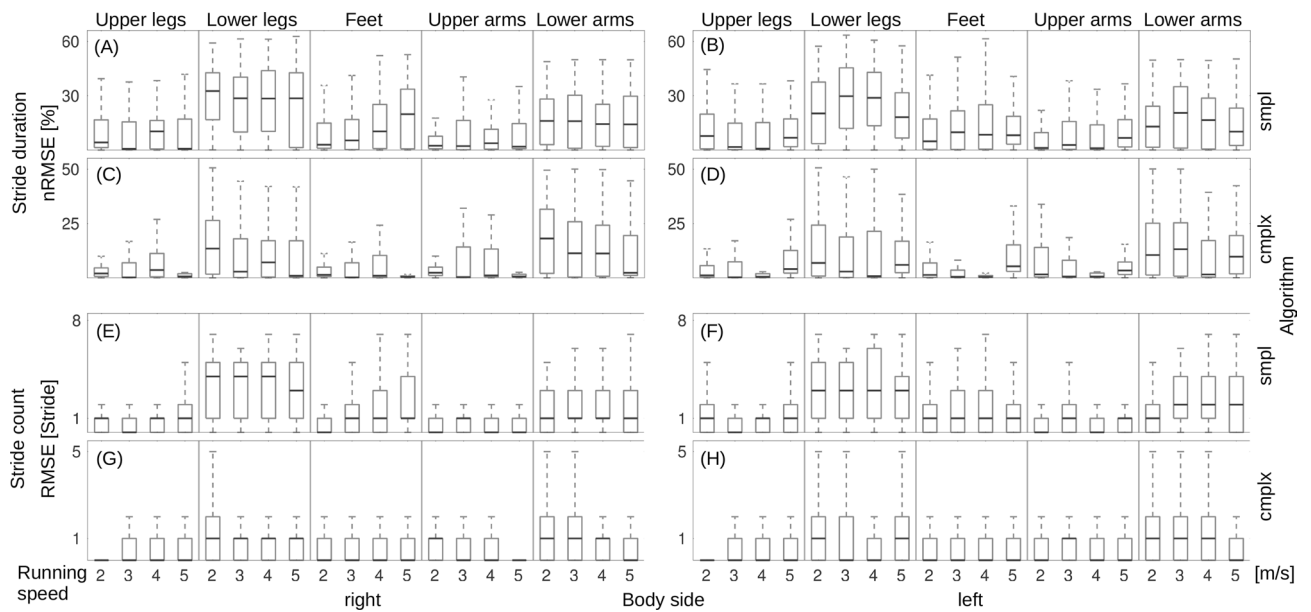 Upper legs Lower legs Feet Upper arms Lower arms Upper legs Lower legs Feet Upper arms Lower arms
Stride duration
nRMSE [%]
60
30
(A)
60
30
(B)
smpl
50
25
(C)
50
25
(D)
cmplx
Algorithm
Stride count
RMSE [Stride]
8
1
(E)
8
1
(F)
smpl
5
1
(G)
5
1
(H)
cmplx
Running
speed
2 3 4 5 2 3 4 5 2 3 4 5 2 3 4 5 2 3 4 5 2 3 4 5 2 3 4 5 2 3 4 5 2 3 4 5 2 3 4 5 [m/s]
right Body side left